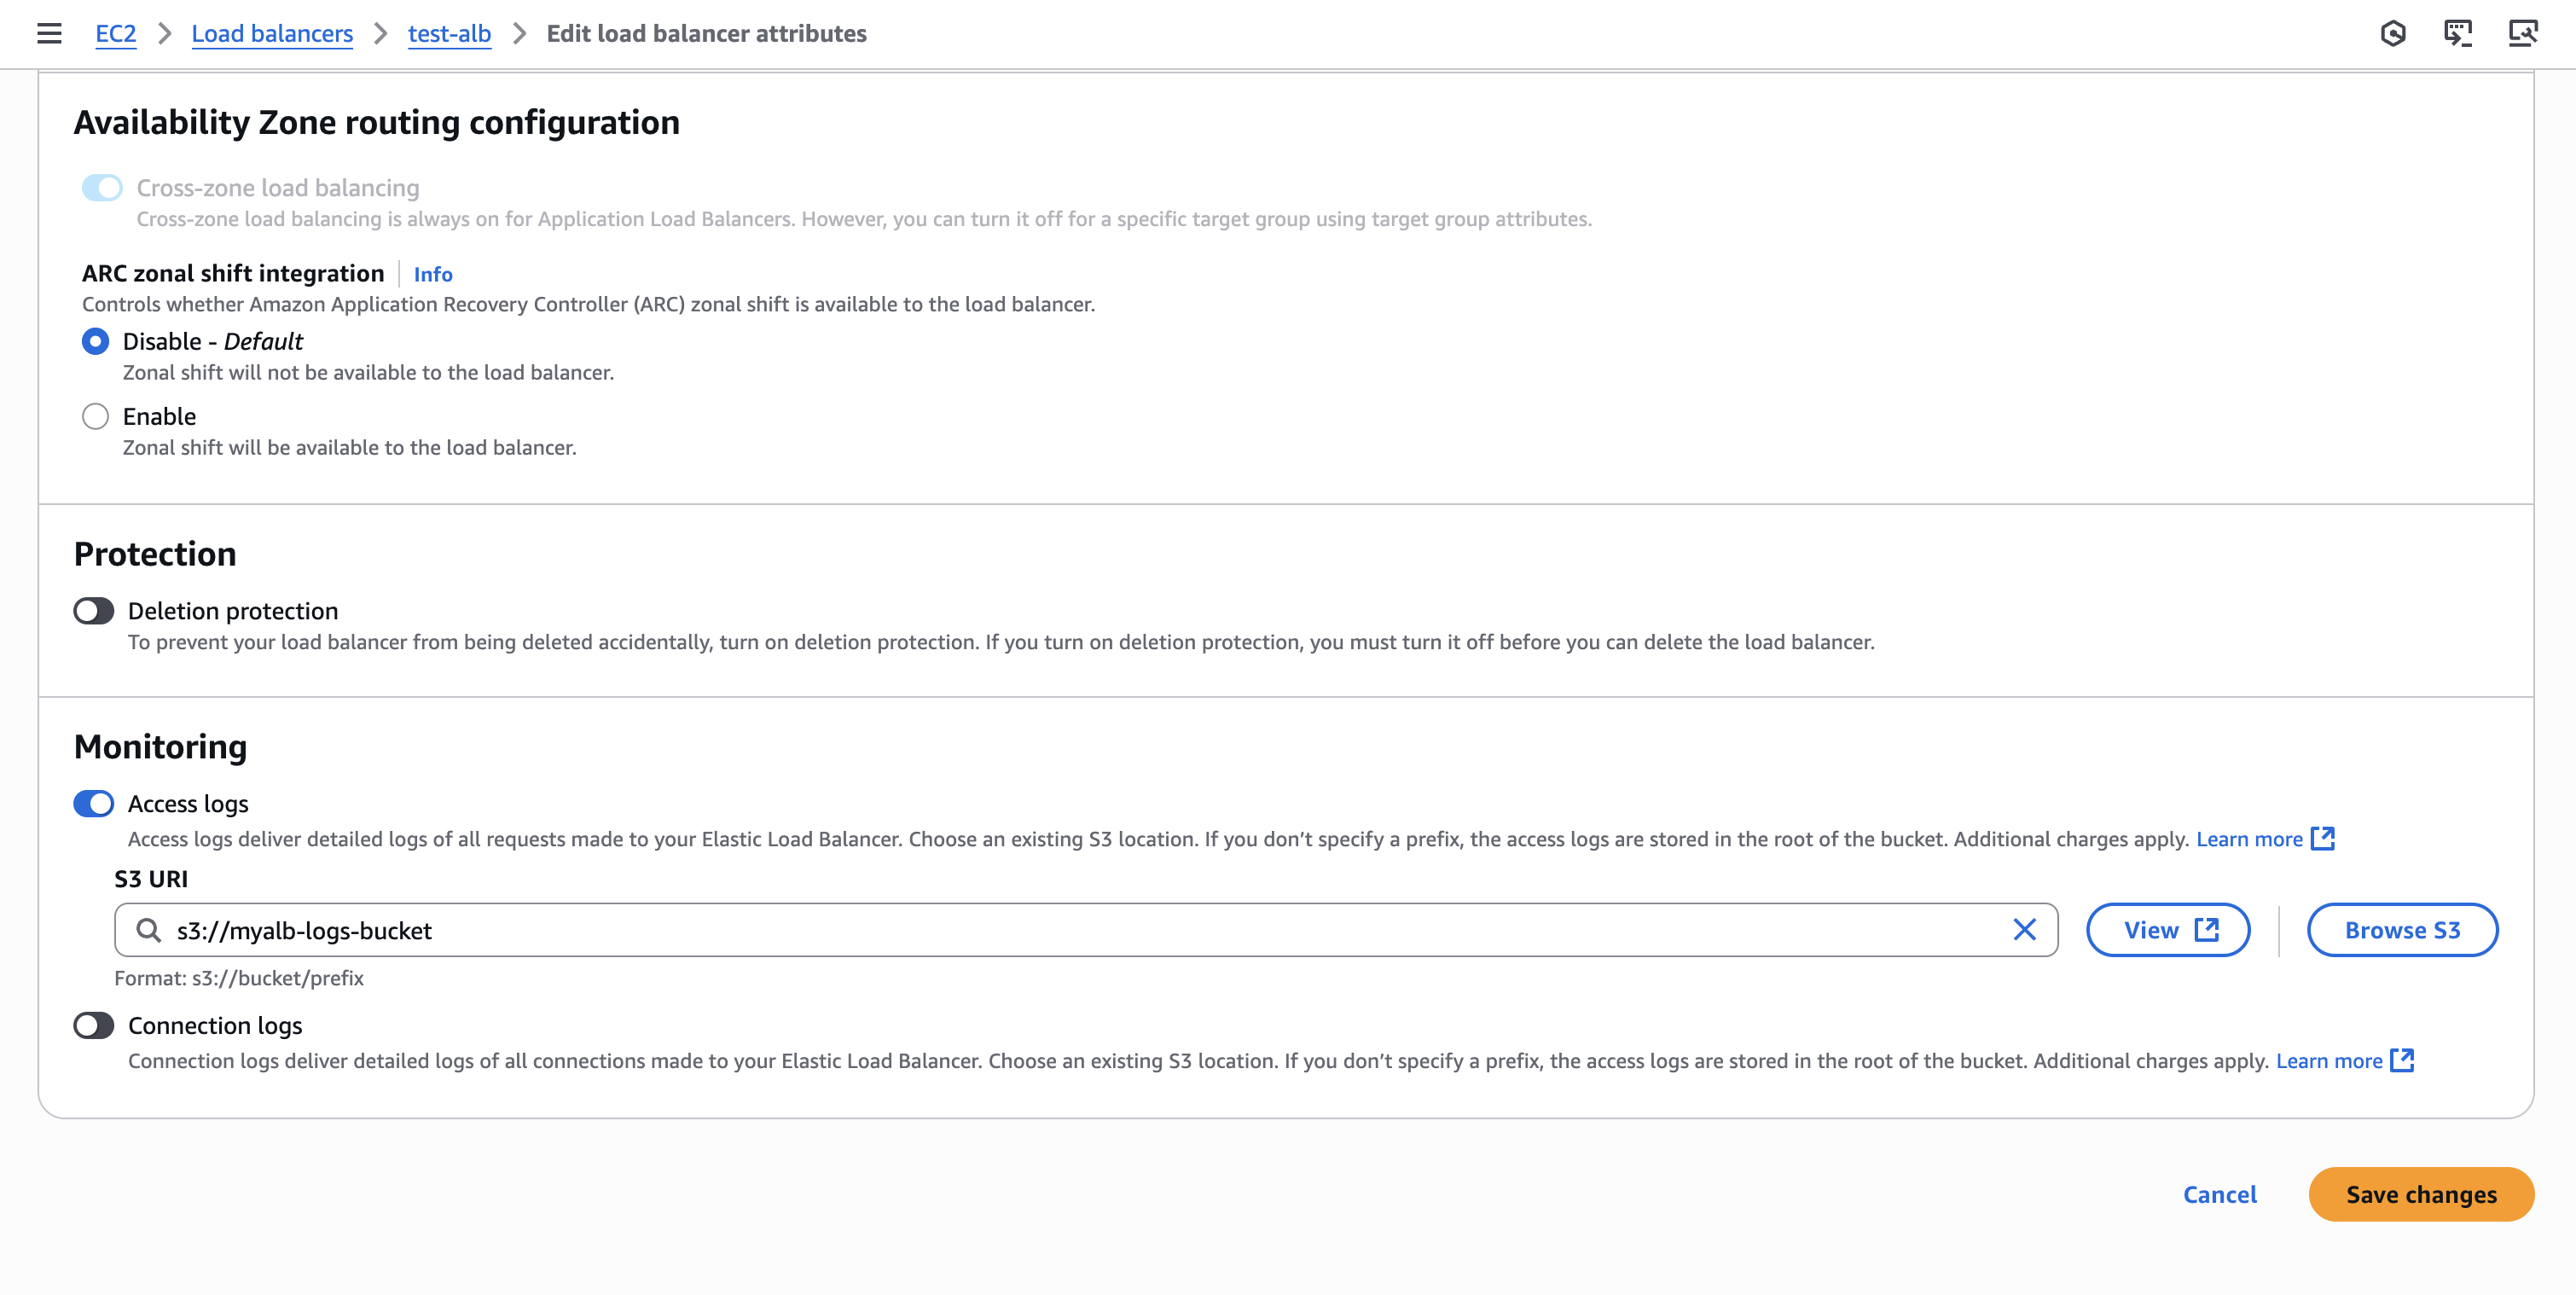 EC2 > Load balancers > test-alb > Edit load balancer attributes
Availability Zone routing configuration
Cross-zone load balancing
Cross-zone load balancing is always on for Application Load Balancers. However, you can turn it off for a specific target group using target group attributes.
ARC zonal shift integration | Info
Controls whether Amazon Application Recovery Controller (ARC) zonal shift is available to the load balancer.
Disable - Default
Zonal shift will not be available to the load balancer.
Enable
Zonal shift will be available to the load balancer.
Protection
Deletion protection
To prevent your load balancer from being deleted accidentally, turn on deletion protection. If you turn on deletion protection, you must turn it off before you can delete the load balancer.
Monitoring
Access logs
Access logs deliver detailed logs of all requests made to your Elastic Load Balancer. Choose an existing S3 location. If you don’t specify a prefix, the access logs are stored in the root of the bucket. Additional charges apply. Learn more
S3 URI
s3://myalb-logs-bucket View Browse S3
Format: s3://bucket/prefix
Connection logs
Connection logs deliver detailed logs of all connections made to your Elastic Load Balancer. Choose an existing S3 location. If you don’t specify a prefix, the access logs are stored in the root of the bucket. Additional charges apply. Learn more
Cancel Save changes